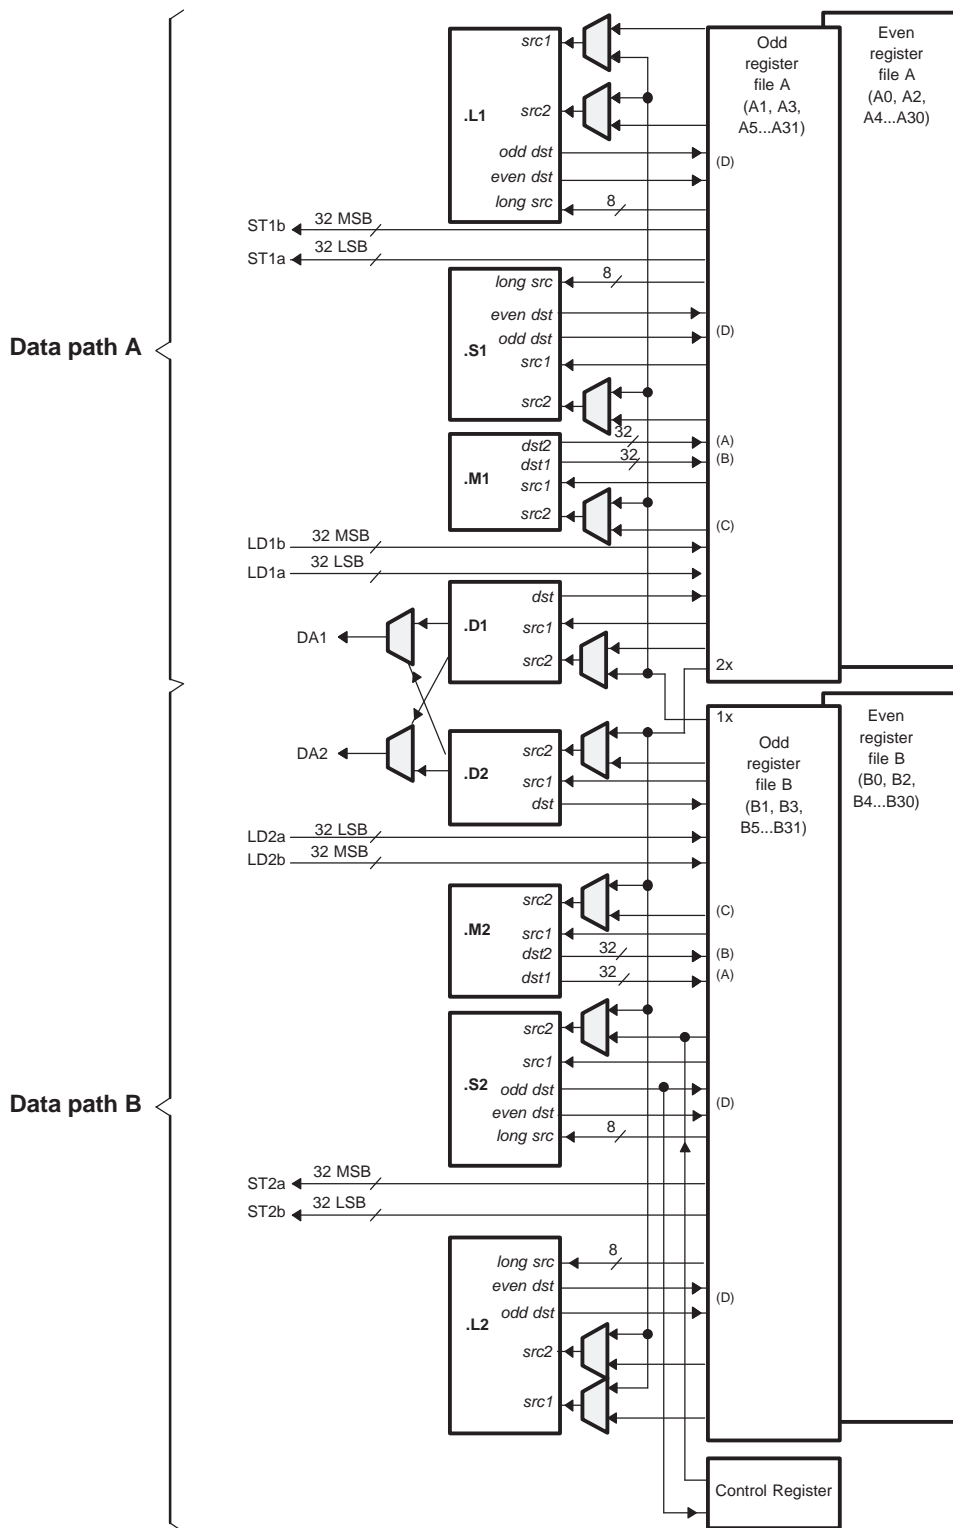 Data path A
.L1
src1
src2
odd dst
even dst
long src
8
(D)
Odd
register
file A
(A1, A3,
A5...A31)
Even
register
file A
(A0, A2,
A4...A30)
ST1b
32 MSB
ST1a
32 LSB
.S1
long src
8
even dst
odd dst
(D)
src1
src2
.M1
dst2
32
(A)
dst1
32
(B)
src1
src2
(C)
LD1b
32 MSB
LD1a
32 LSB
.D1
dst
src1
src2
DA1
2x
1x
DA2
.D2
src2
src1
dst
Odd
register
file B
(B1, B3,
B5...B31)
Even
register
file B
(B0, B2,
B4...B30)
LD2a
32 LSB
LD2b
32 MSB
Data path B
.M2
src2
(C)
src1
dst2
32
(B)
dst1
32
(A)
.S2
src2
src1
odd dst
even dst
(D)
long src
8
ST2a
32 MSB
ST2b
32 LSB
.L2
long src
8
even dst
odd dst
(D)
src2
src1
Control Register